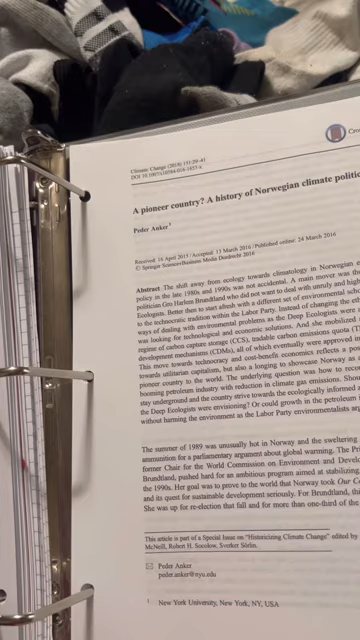 Climatic Change (2018) 151:29–41
DOI 10.1007/s10584-016-1653-x
A pioneer country? A history of Norwegian climate politic
Peder Anker¹
Received: 16 April 2015 / Accepted: 13 March 2016 / Published online: 24 March 2016
© Springer Science+Business Media Dordrecht 2016
Abstract The shift away from ecology towards climatology in Norwegian e
policy in the late 1980s and 1990s was not accidental. A main mover was the
politician Gro Harlem Brundtland who did not want to deal with unruly and high
Ecologists. Better then to start afresh with a different set of environmental scho
to the technocratic tradition within the Labor Party. Instead of changing the e
ways of dealing with environmental problems as the Deep Ecologists were
was looking for technological and economic solutions. And she mobilized
regime of carbon capture storage (CCS), tradable carbon emissions quota (T
development mechanisms (CDMs), all of which eventually were approved in
This move towards technocracy and cost-benefit economics reflects a po
towards utilitarian capitalism, but also a longing to showcase Norway as
pioneer country to the world. The underlying question was how to reco
booming petroleum industry with reduction in climate gas emissions. Shou
stay underground and the country strive towards the ecologically informed
the Deep Ecologists were envisioning? Or could growth in the petroleum i
without harming the environment as the Labor Party environmentalists ar
The summer of 1989 was unusually hot in Norway and the sweltering
ammunition for a parliamentary argument about global warming. The Pri
former Chair for the World Commission on Environment and Develo
Brundtland, pushed hard for an ambitious program aimed at stabilizing
the 1990s. Her goal was to prove to the world that Norway took Our C
and its quest for sustainable development seriously. For Brundtland, thi
She was up for re-election that fall and for more than one-third of the
This article is part of a Special Issue on "Historicizing Climate Change" edited by
McNeill, Robert H. Socolow, Sverker Sörlin.
Peder Anker
peder.anker@nyu.edu
1 New York University, New York, NY, USA